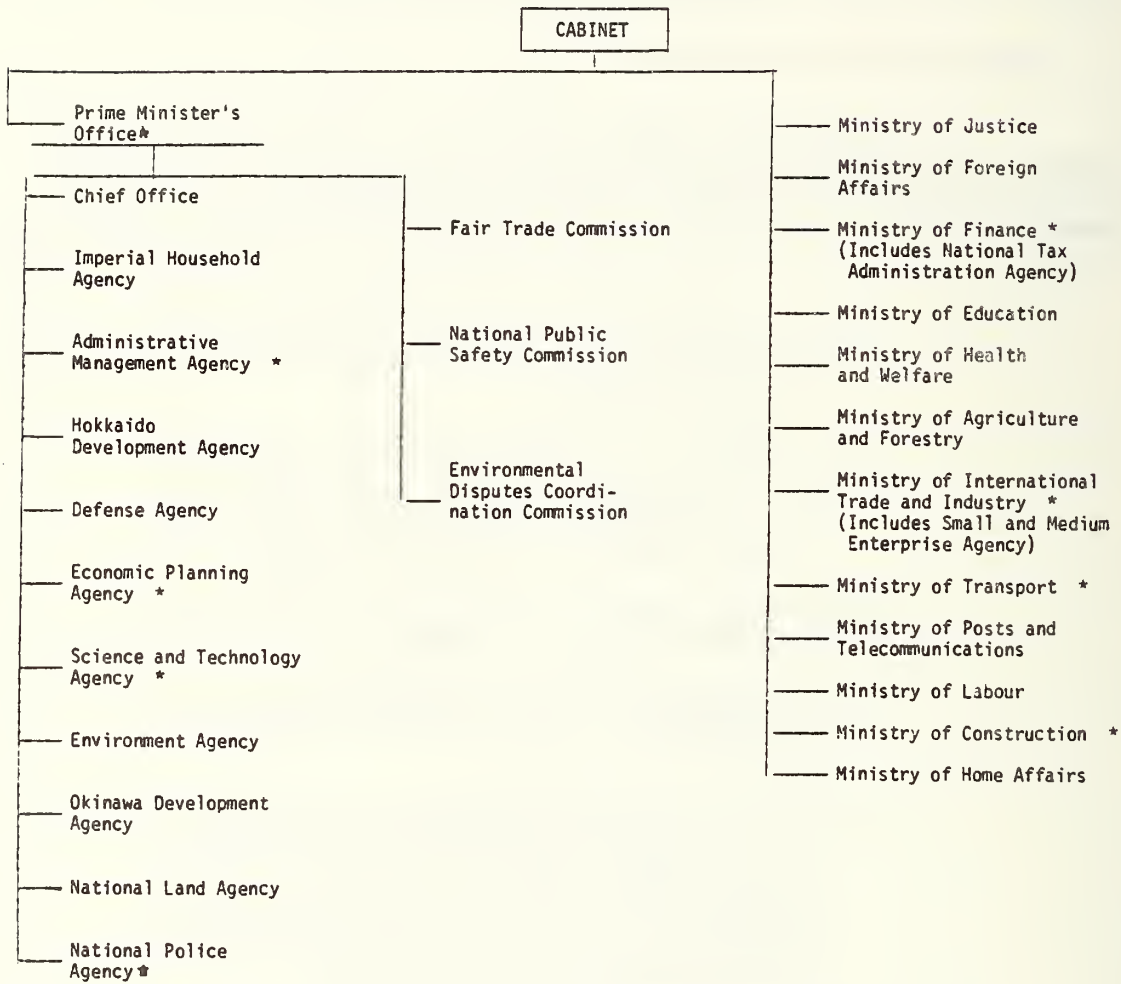 CABINET
Prime Minister's
Office*
Chief Office
Imperial Household
Agency
Administrative
Management Agency *
Hokkaido
Development Agency
Defense Agency
Economic Planning
Agency *
Science and Technology
Agency *
Environment Agency
Okinawa Development
Agency
National Land Agency
National Police
Agency*
Fair Trade Commission
National Public
Safety Commission
Environmental
Disputes Coordi-
nation Commission
Ministry of Justice
Ministry of Foreign
Affairs
Ministry of Finance *
(Includes National Tax
Administration Agency)
Ministry of Education
Ministry of Health
and Welfare
Ministry of Agriculture
and Forestry
Ministry of International
Trade and Industry *
(Includes Small and Medium
Enterprise Agency)
Ministry of Transport *
Ministry of Posts and
Telecommunications
Ministry of Labour
Ministry of Construction *
Ministry of Home Affairs